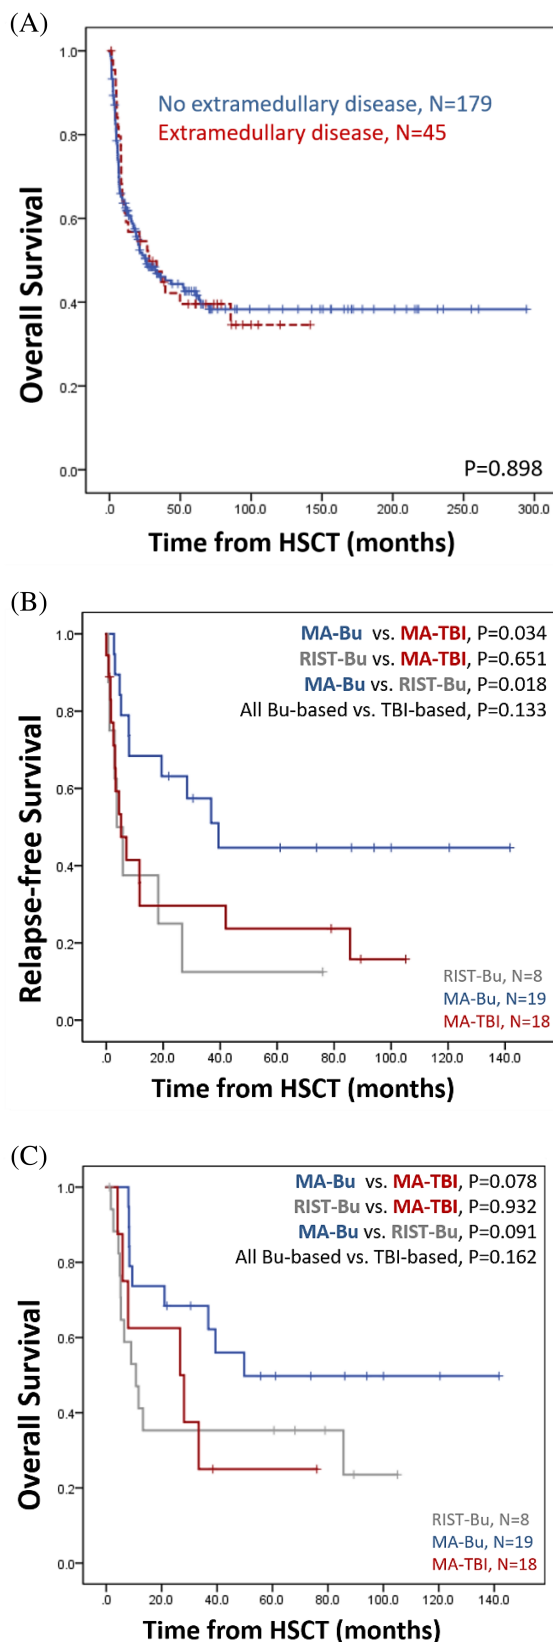 (A)
1.0
0.8
0.6
0.4
0.2
0.0
Overall Survival
No extramedullary disease, N=179
Extramedullary disease, N=45
P=0.898
.0 50.0 100.0 150.0 200.0 250.0 300.0
Time from HSCT (months)
(B)
1.0
0.8
0.6
0.4
0.2
0.0
Relapse-free Survival
MA-Bu vs. MA-TBI, P=0.034
RIST-Bu vs. MA-TBI, P=0.651
MA-Bu vs. RIST-Bu, P=0.018
All Bu-based vs. TBI-based, P=0.133
RIST-Bu, N=8
MA-Bu, N=19
MA-TBI, N=18
.0 20.0 40.0 60.0 80.0 100.0 120.0 140.0
Time from HSCT (months)
(C)
1.0
0.8
0.6
0.4
0.2
0.0
Overall Survival
MA-Bu vs. MA-TBI, P=0.078
RIST-Bu vs. MA-TBI, P=0.932
MA-Bu vs. RIST-Bu, P=0.091
All Bu-based vs. TBI-based, P=0.162
RIST-Bu, N=8
MA-Bu, N=19
MA-TBI, N=18
.0 20.0 40.0 60.0 80.0 100.0 120.0 140.0
Time from HSCT (months)